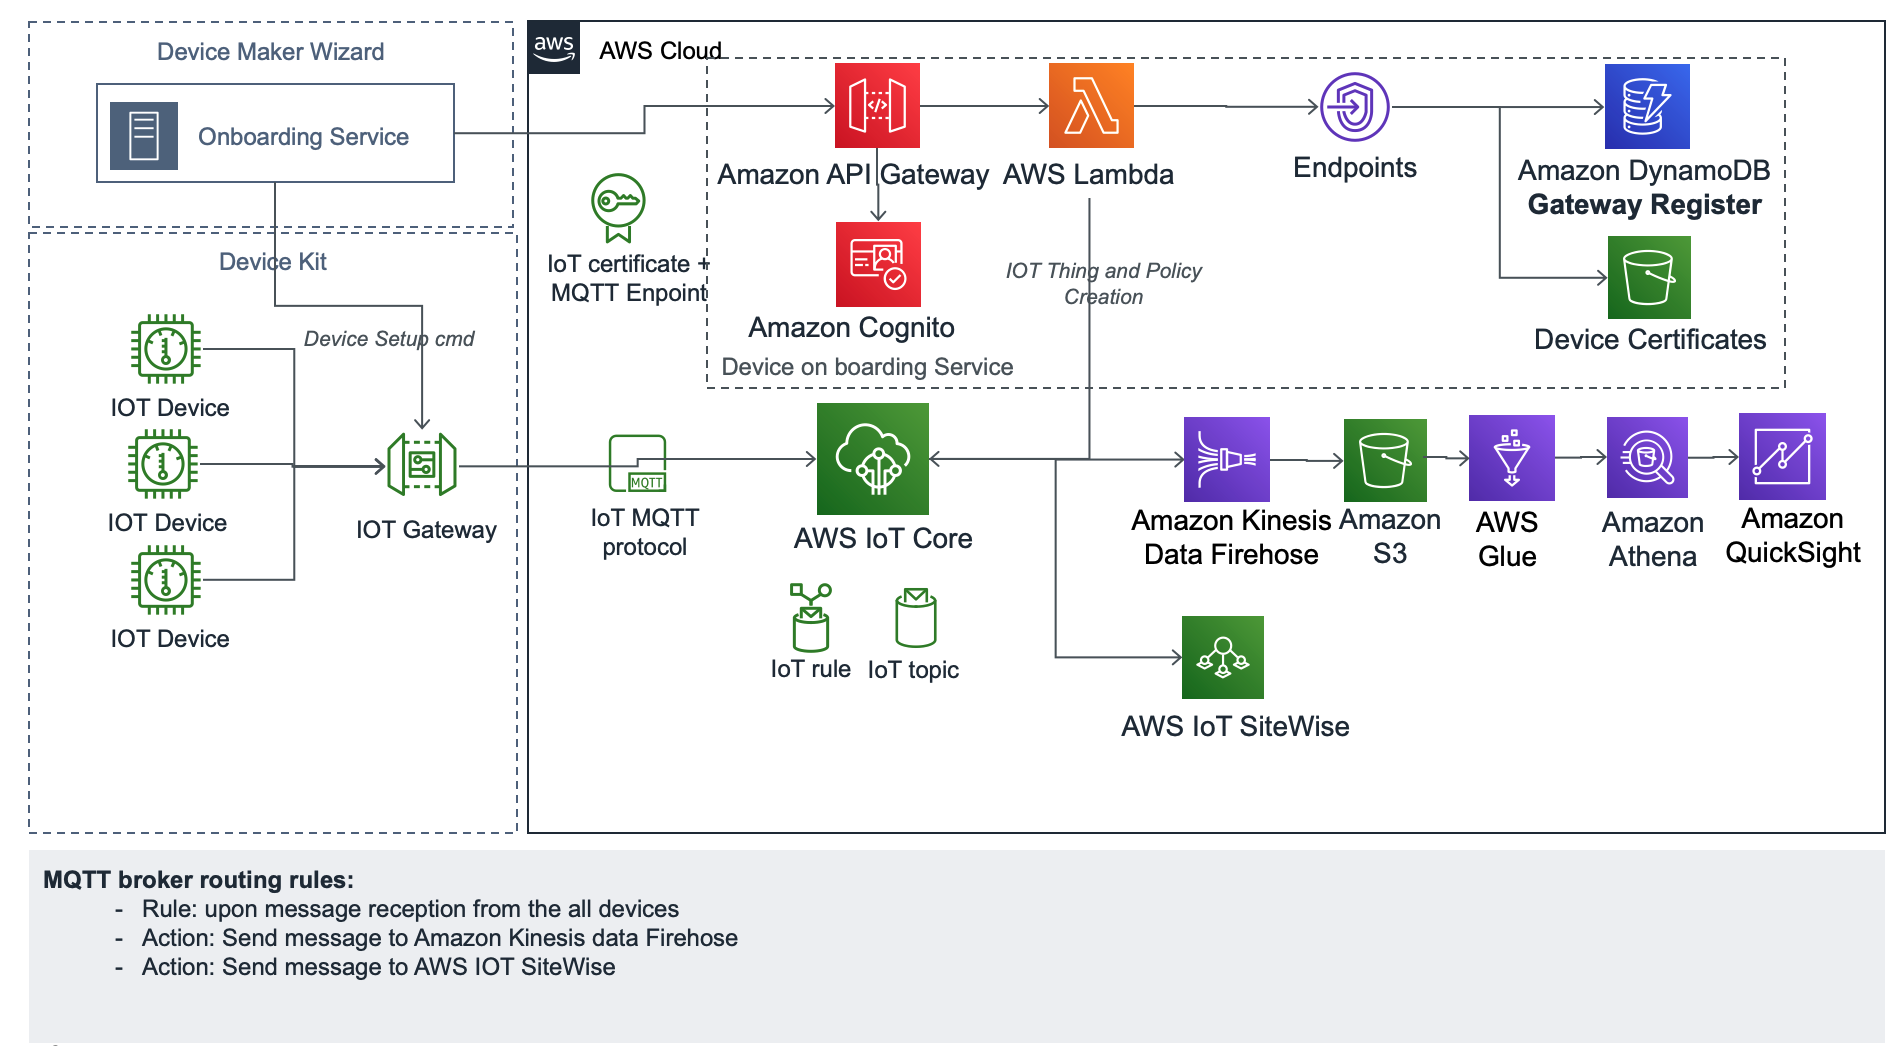 Device Maker Wizard
Onboarding Service
aws
AWS Cloud
Amazon API Gateway
AWS Lambda
Endpoints
Amazon DynamoDB
Gateway Register
IoT certificate +
MQTT Enpoint
Amazon Cognito
IOT Thing and Policy
Creation
Device Certificates
Device on boarding Service
Device Kit
Device Setup cmd
IOT Device
IOT Device
IOT Device
IOT Gateway
MQTT
IoT MQTT
protocol
AWS IoT Core
IoT rule
IoT topic
Amazon Kinesis
Data Firehose
Amazon
S3
AWS
Glue
Amazon
Athena
Amazon
QuickSight
AWS IoT SiteWise
MQTT broker routing rules:
- Rule: upon message reception from the all devices
- Action: Send message to Amazon Kinesis data Firehose
- Action: Send message to AWS IOT SiteWise